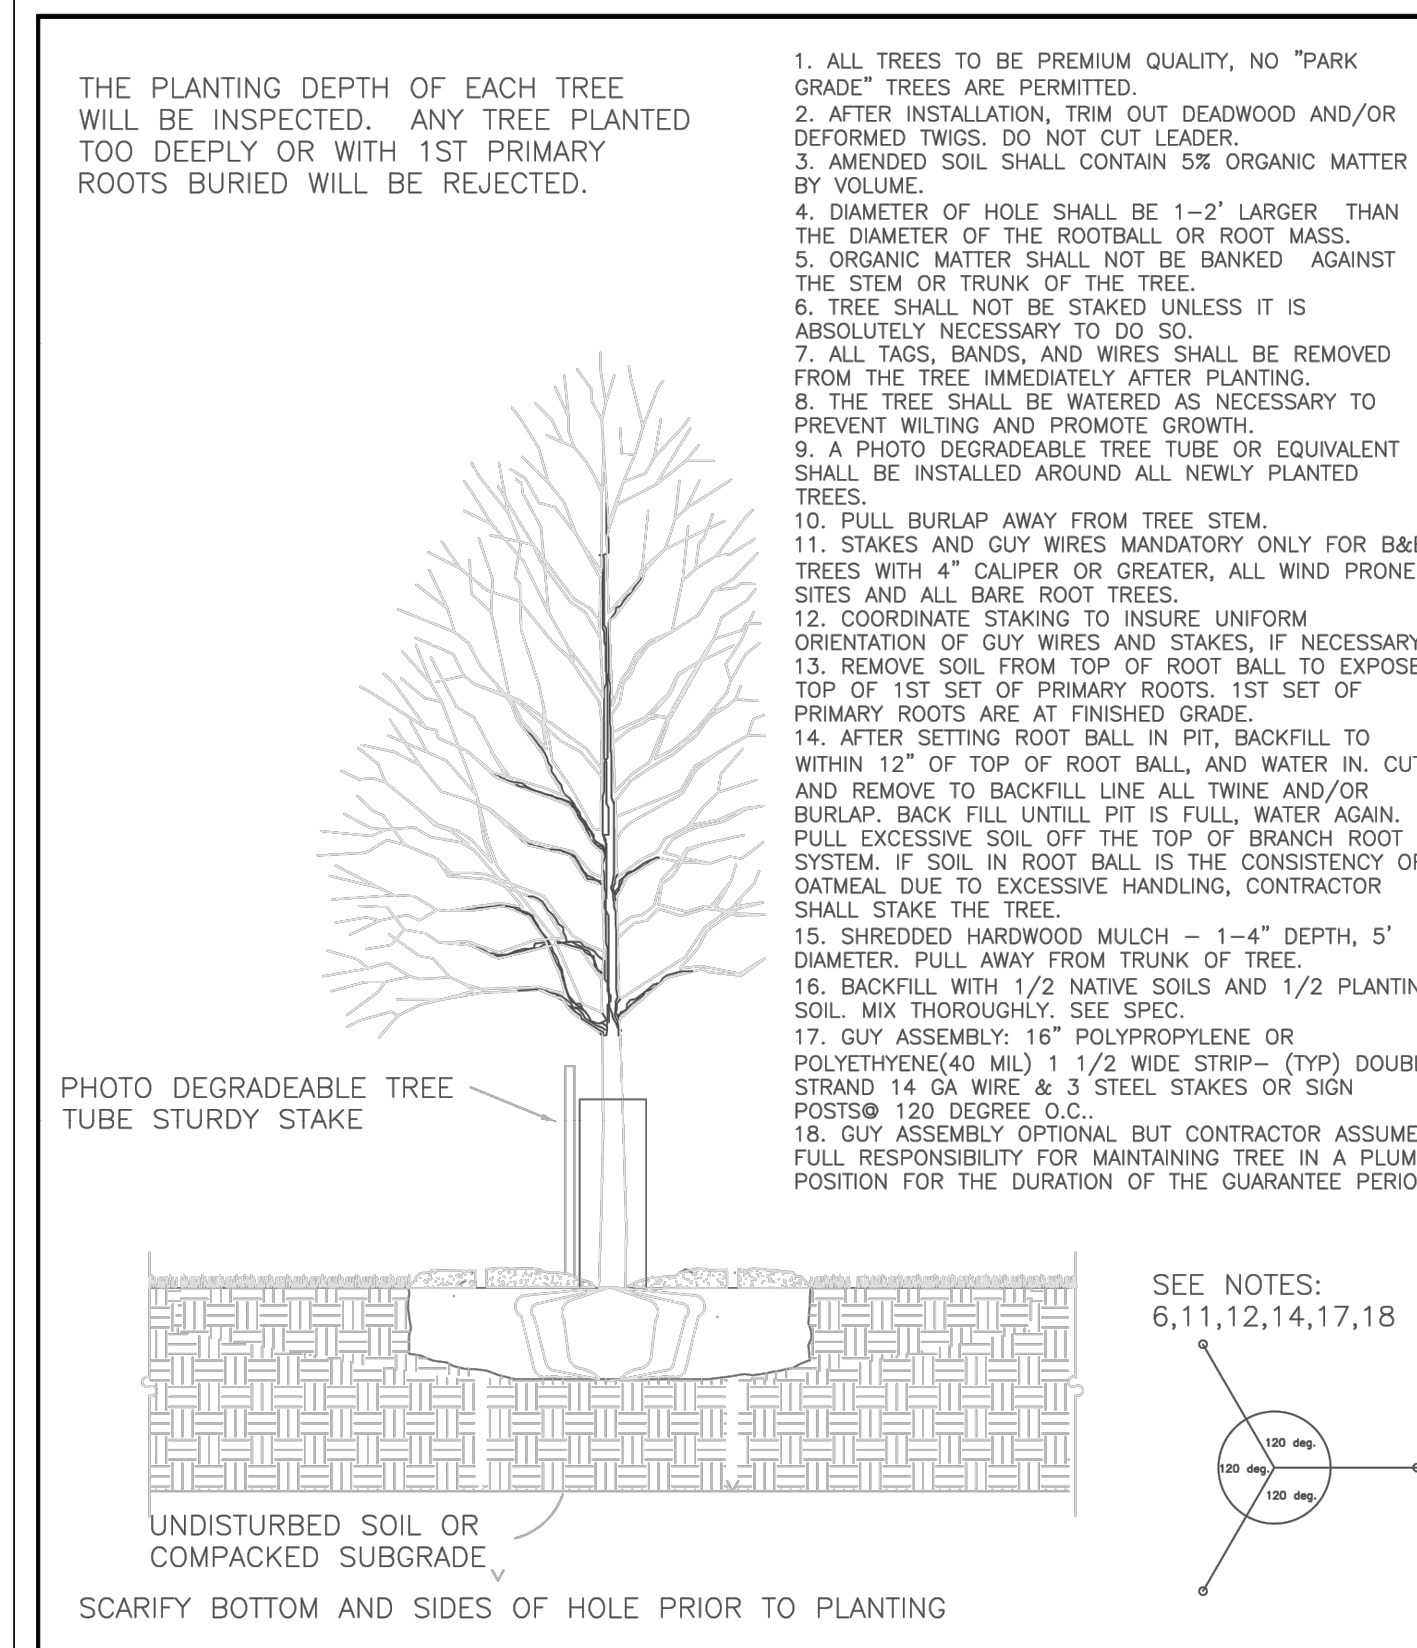 THE PLANTING DEPTH OF EACH TREE
WILL BE INSPECTED. ANY TREE PLANTED
TOO DEEPLY OR WITH 1ST PRIMARY
ROOTS BURIED WILL BE REJECTED.
1. ALL TREES TO BE PREMIUM QUALITY, NO "PARK
GRADE" TREES ARE PERMITTED.
2. AFTER INSTALLATION, TRIM OUT DEADWOOD AND/OR
DEFORMED TWIGS. DO NOT CUT LEADER.
3. AMENDED SOIL SHALL CONTAIN 5% ORGANIC MATTER
BY VOLUME.
4. DIAMETER OF HOLE SHALL BE 1-2' LARGER THAN
THE DIAMETER OF THE ROOTBALL OR ROOT MASS.
5. ORGANIC MATTER SHALL NOT BE BANKED AGAINST
THE STEM OR TRUNK OF THE TREE.
6. TREE SHALL NOT BE STAKED UNLESS IT IS
ABSOLUTELY NECESSARY TO DO SO.
7. ALL TAGS, BANDS, AND WIRES SHALL BE REMOVED
FROM THE TREE IMMEDIATELY AFTER PLANTING.
8. THE TREE SHALL BE WATERED AS NECESSARY TO
PREVENT WILTING AND PROMOTE GROWTH.
9. A PHOTO DEGRADEABLE TREE TUBE OR EQUIVALENT
SHALL BE INSTALLED AROUND ALL NEWLY PLANTED
TREES.
10. PULL BURLAP AWAY FROM TREE STEM.
11. STAKES AND GUY WIRES MANDATORY ONLY FOR B&B
TREES WITH 4" CALIPER OR GREATER, ALL WIND PRONE
SITES AND ALL BARE ROOT TREES.
12. COORDINATE STAKING TO INSURE UNIFORM
ORIENTATION OF GUY WIRES AND STAKES, IF NECESSARY
13. REMOVE SOIL FROM TOP OF ROOT BALL TO EXPOSE
TOP OF 1ST SET OF PRIMARY ROOTS. 1ST SET OF
PRIMARY ROOTS ARE AT FINISHED GRADE.
14. AFTER SETTING ROOT BALL IN PIT, BACKFILL TO
WITHIN 12" OF TOP OF ROOT BALL, AND WATER IN. CUT
AND REMOVE TO BACKFILL LINE ALL TWINE AND/OR
BURLAP. BACK FILL UNTILL PIT IS FULL, WATER AGAIN.
PULL EXCESSIVE SOIL OFF THE TOP OF BRANCH ROOT
SYSTEM. IF SOIL IN ROOT BALL IS THE CONSISTENCY OF
OATMEAL DUE TO EXCESSIVE HANDLING, CONTRACTOR
SHALL STAKE THE TREE.
15. SHREDDED HARDWOOD MULCH - 1-4" DEPTH, 5'
DIAMETER. PULL AWAY FROM TRUNK OF TREE.
16. BACKFILL WITH 1/2 NATIVE SOILS AND 1/2
SOIL. MIX THOROUGHLY. SEE SPEC.
17. GUY ASSEMBLY: 16" POLYPROPYLENE OR
POLYETHYENE(40 MIL) 1 1/2 WIDE STRIP- (TYP)
STRAND 14 GA WIRE & 3 STEEL STAKES OR SIGN
POSTS@ 120 DEGREE O.C..
18. GUY ASSEMBLY OPTIONAL BUT CONTRACTOR ASSUME
FULL RESPONSIBILITY FOR MAINTAINING TREE IN A
POSITION FOR THE DURATION OF THE GUARANTEE
PHOTO DEGRADEABLE TREE
TUBE STURDY STAKE
SEE NOTES:
6,11,12,14,17,18
120 deg.
120 deg.
120 deg.
UNDISTURBED SOIL OR
COMPACKED SUBGRADE
SCARIFY BOTTOM AND SIDES OF HOLE PRIOR TO PLANTING